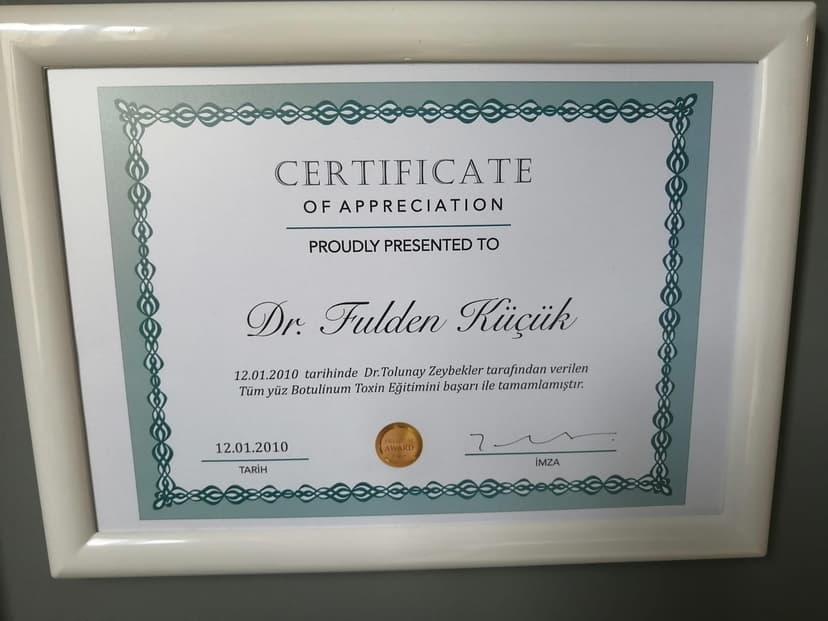 CERTIFICATE
OF APPRECIATION
PROUDLY PRESENTED TO
Dr. Fulden Küçük
12.01.2010 tarihinde Dr.Tolunay Zeybekler tarafından verilen
Tüm yüz Botulinum Toxin Eğitimini başarı ile tamamlamıştır.
12.01.2010
TARİH
AWARD
İMZA